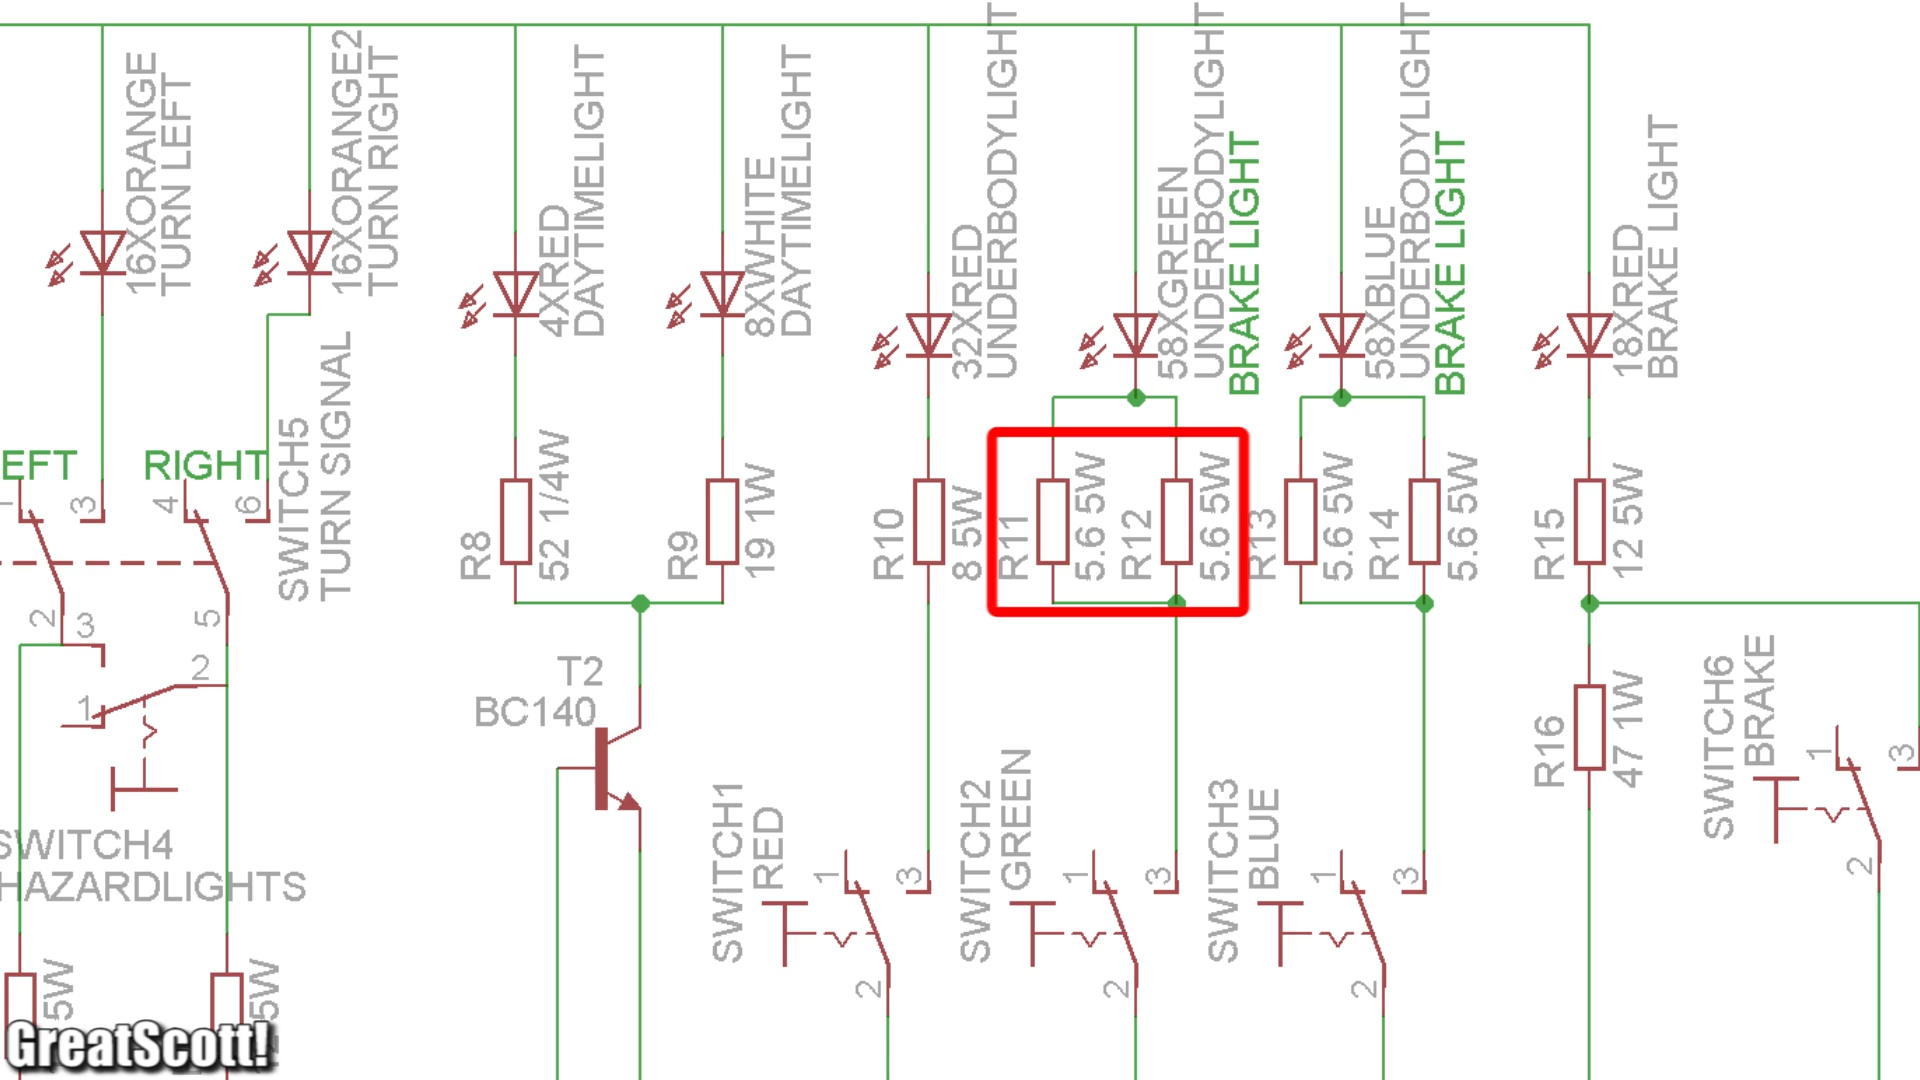 16XORANGE
TURN LEFT
16XORANGE2
TURN RIGHT
4XRED
DAYTIMELIGHT
8XWHITE
DAYTIMELIGHT
32XRED
UNDERBODYLIGHT
58XGREEN
UNDERBODYLIGHT
BRAKE LIGHT
58XBLUE
UNDERBODYLIGHT
BRAKE LIGHT
18XRED
BRAKE LIGHT
EFT
RIGHT
1
3
4
6
SWITCH5
TURN SIGNAL
R8
52 1/4W
R9
19 1W
R10
8 5W
R11
5.6 5W
R12
5.6 5W
R13
5.6 5W
R14
5.6 5W
R15
12 5W
2
3
5
2
1
T2
BC140
R16
47 1W
SWITCH6
BRAKE
1
3
2
SWITCH4
HAZARDLIGHTS
SWITCH1
RED
1
3
2
SWITCH2
GREEN
1
3
2
SWITCH3
BLUE
1
3
2
5W
5W
GreatScott!